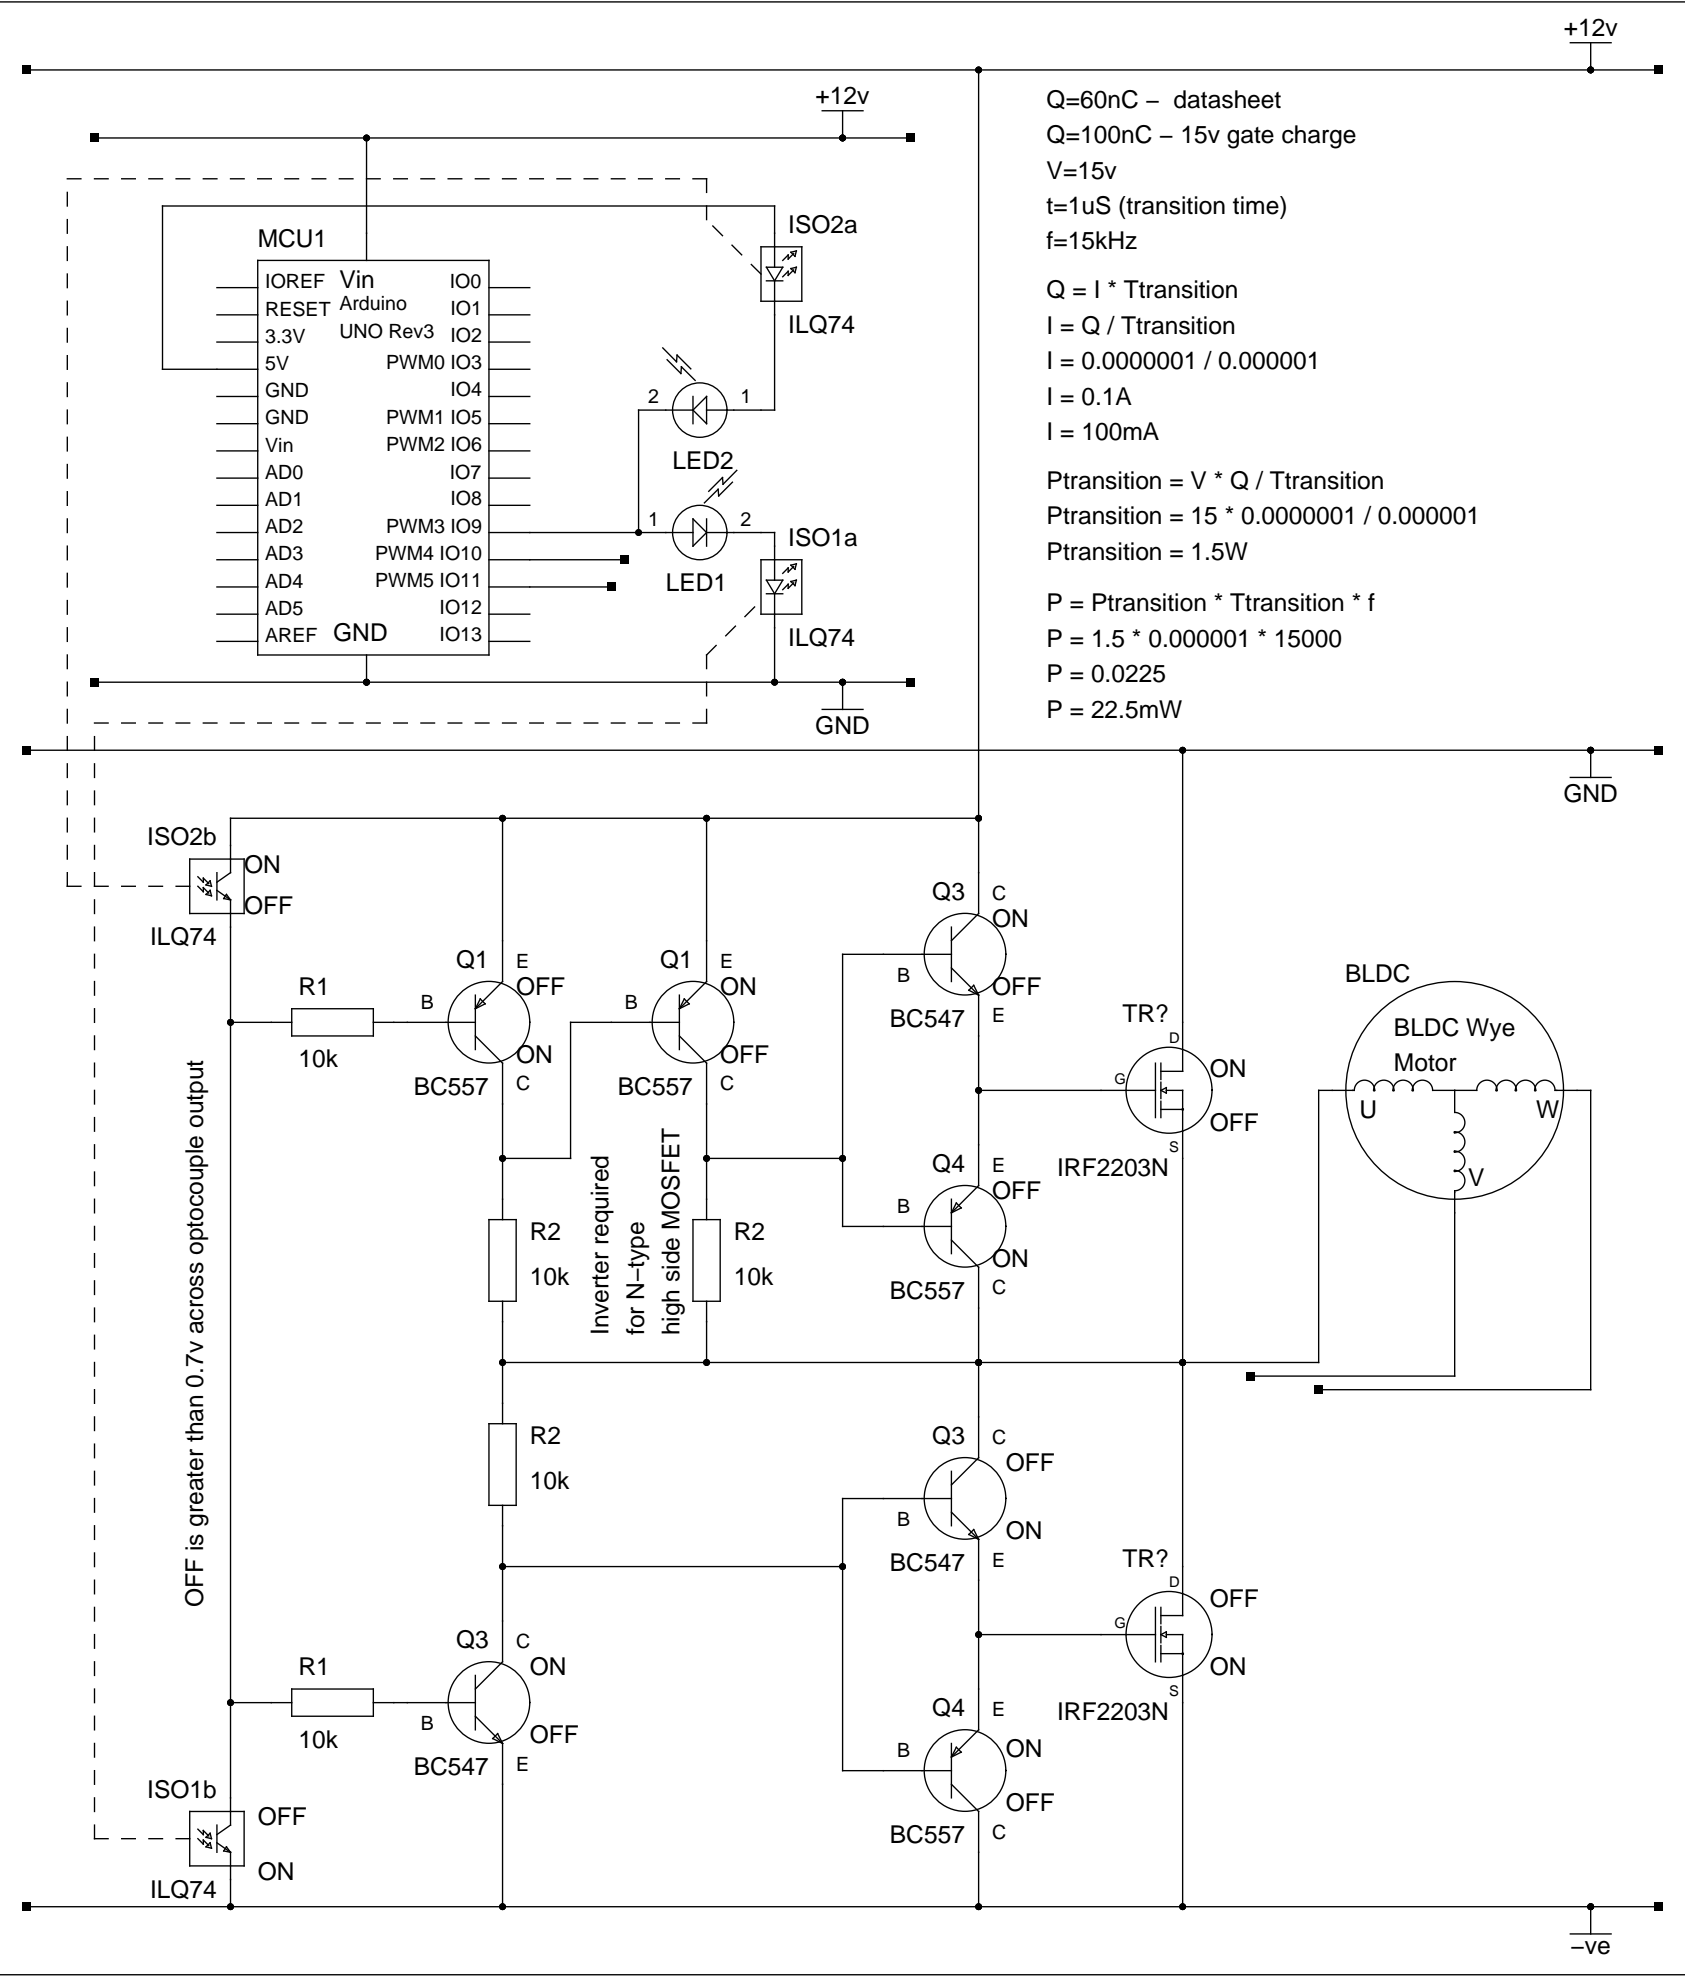 +12v
+12v
Q=60nC – datasheet
Q=100nC – 15v gate charge
V=15v
t=1uS (transition time)
f=15kHz
Q = I * Ttransition
I = Q / Ttransition
I = 0.0000001 / 0.000001
I = 0.1A
I = 100mA
Ptransition = V * Q / Ttransition
Ptransition = 15 * 0.0000001 / 0.000001
Ptransition = 1.5W
P = Ptransition * Ttransition * f
P = 1.5 * 0.000001 * 15000
P = 0.0225
P = 22.5mW
ISO2a
ILQ74
MCU1
IOREF Vin IO0
RESET Arduino IO1
3.3V UNO Rev3 IO2
5V PWM0 IO3
GND IO4
GND PWM1 IO5
Vin PWM2 IO6
AD0 IO7
AD1 IO8
AD2 PWM3 IO9
AD3 PWM4 IO10
AD4 PWM5 IO11
AD5 IO12
AREF GND IO13
2 1
LED2
1 2
LED1
ISO1a
ILQ74
GND
GND
ISO2b
ON
OFF
ILQ74
R1
10k
Q1 E
OFF
B
ON
BC557 C
Q1 E
ON
B
OFF
BC557 C
Q3 C
ON
B
OFF
BC547 E
TR?
D
ON
G
OFF
S
IRF2203N
BLDC
BLDC Wye
Motor
U
W
V
Q4 E
OFF
B
ON
BC557 C
R2
10k
Inverter required
for N–type
high side MOSFET
R2
10k
OFF is greater than 0.7v across optocouple output
R2
10k
Q3 C
OFF
B
ON
BC547 E
TR?
D
OFF
G
ON
S
IRF2203N
R1
10k
Q3 C
ON
B
OFF
BC547 E
Q4 E
B ON
OFF
BC557 C
ISO1b
OFF
ON
ILQ74
–ve